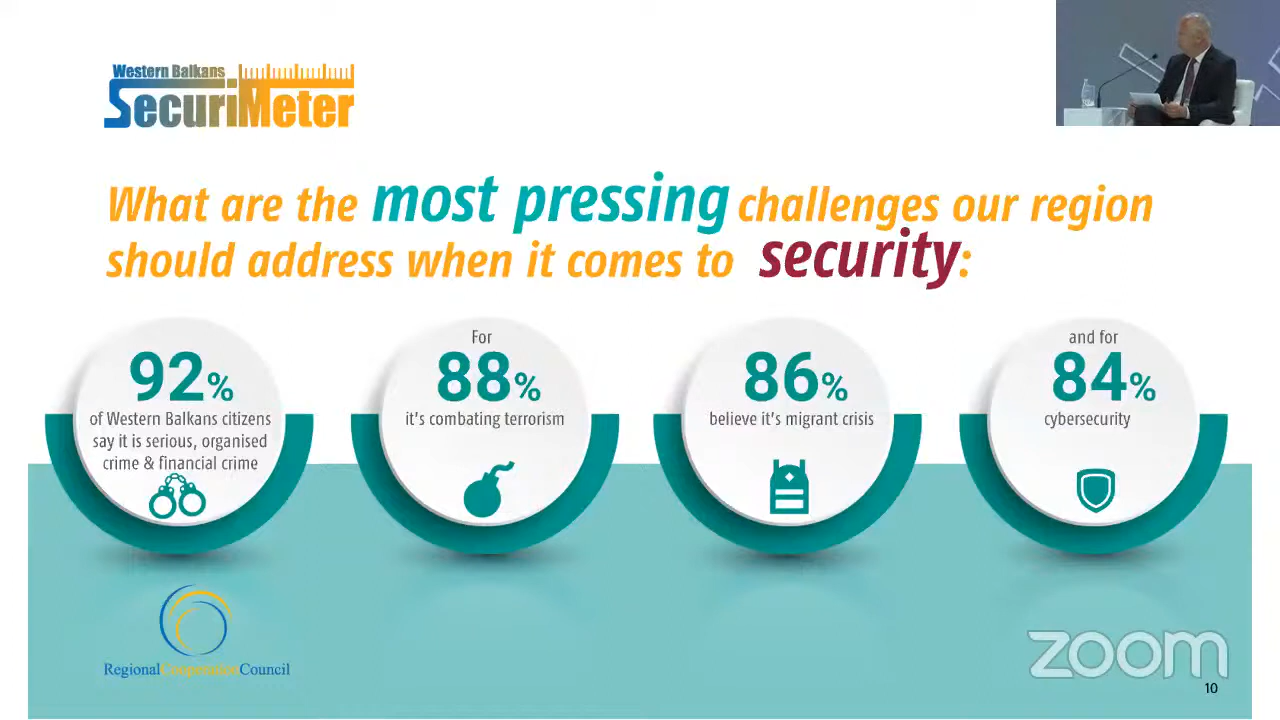 Western Balkans
SecuriMeter
What are the most pressing challenges our region
should address when it comes to security:
92%
of Western Balkans citizens
say it is serious, organised
crime & financial crime
For
88%
it's combating terrorism
86%
believe it's migrant crisis
and for
84%
cybersecurity
Regional Cooperation Council
zoom
10